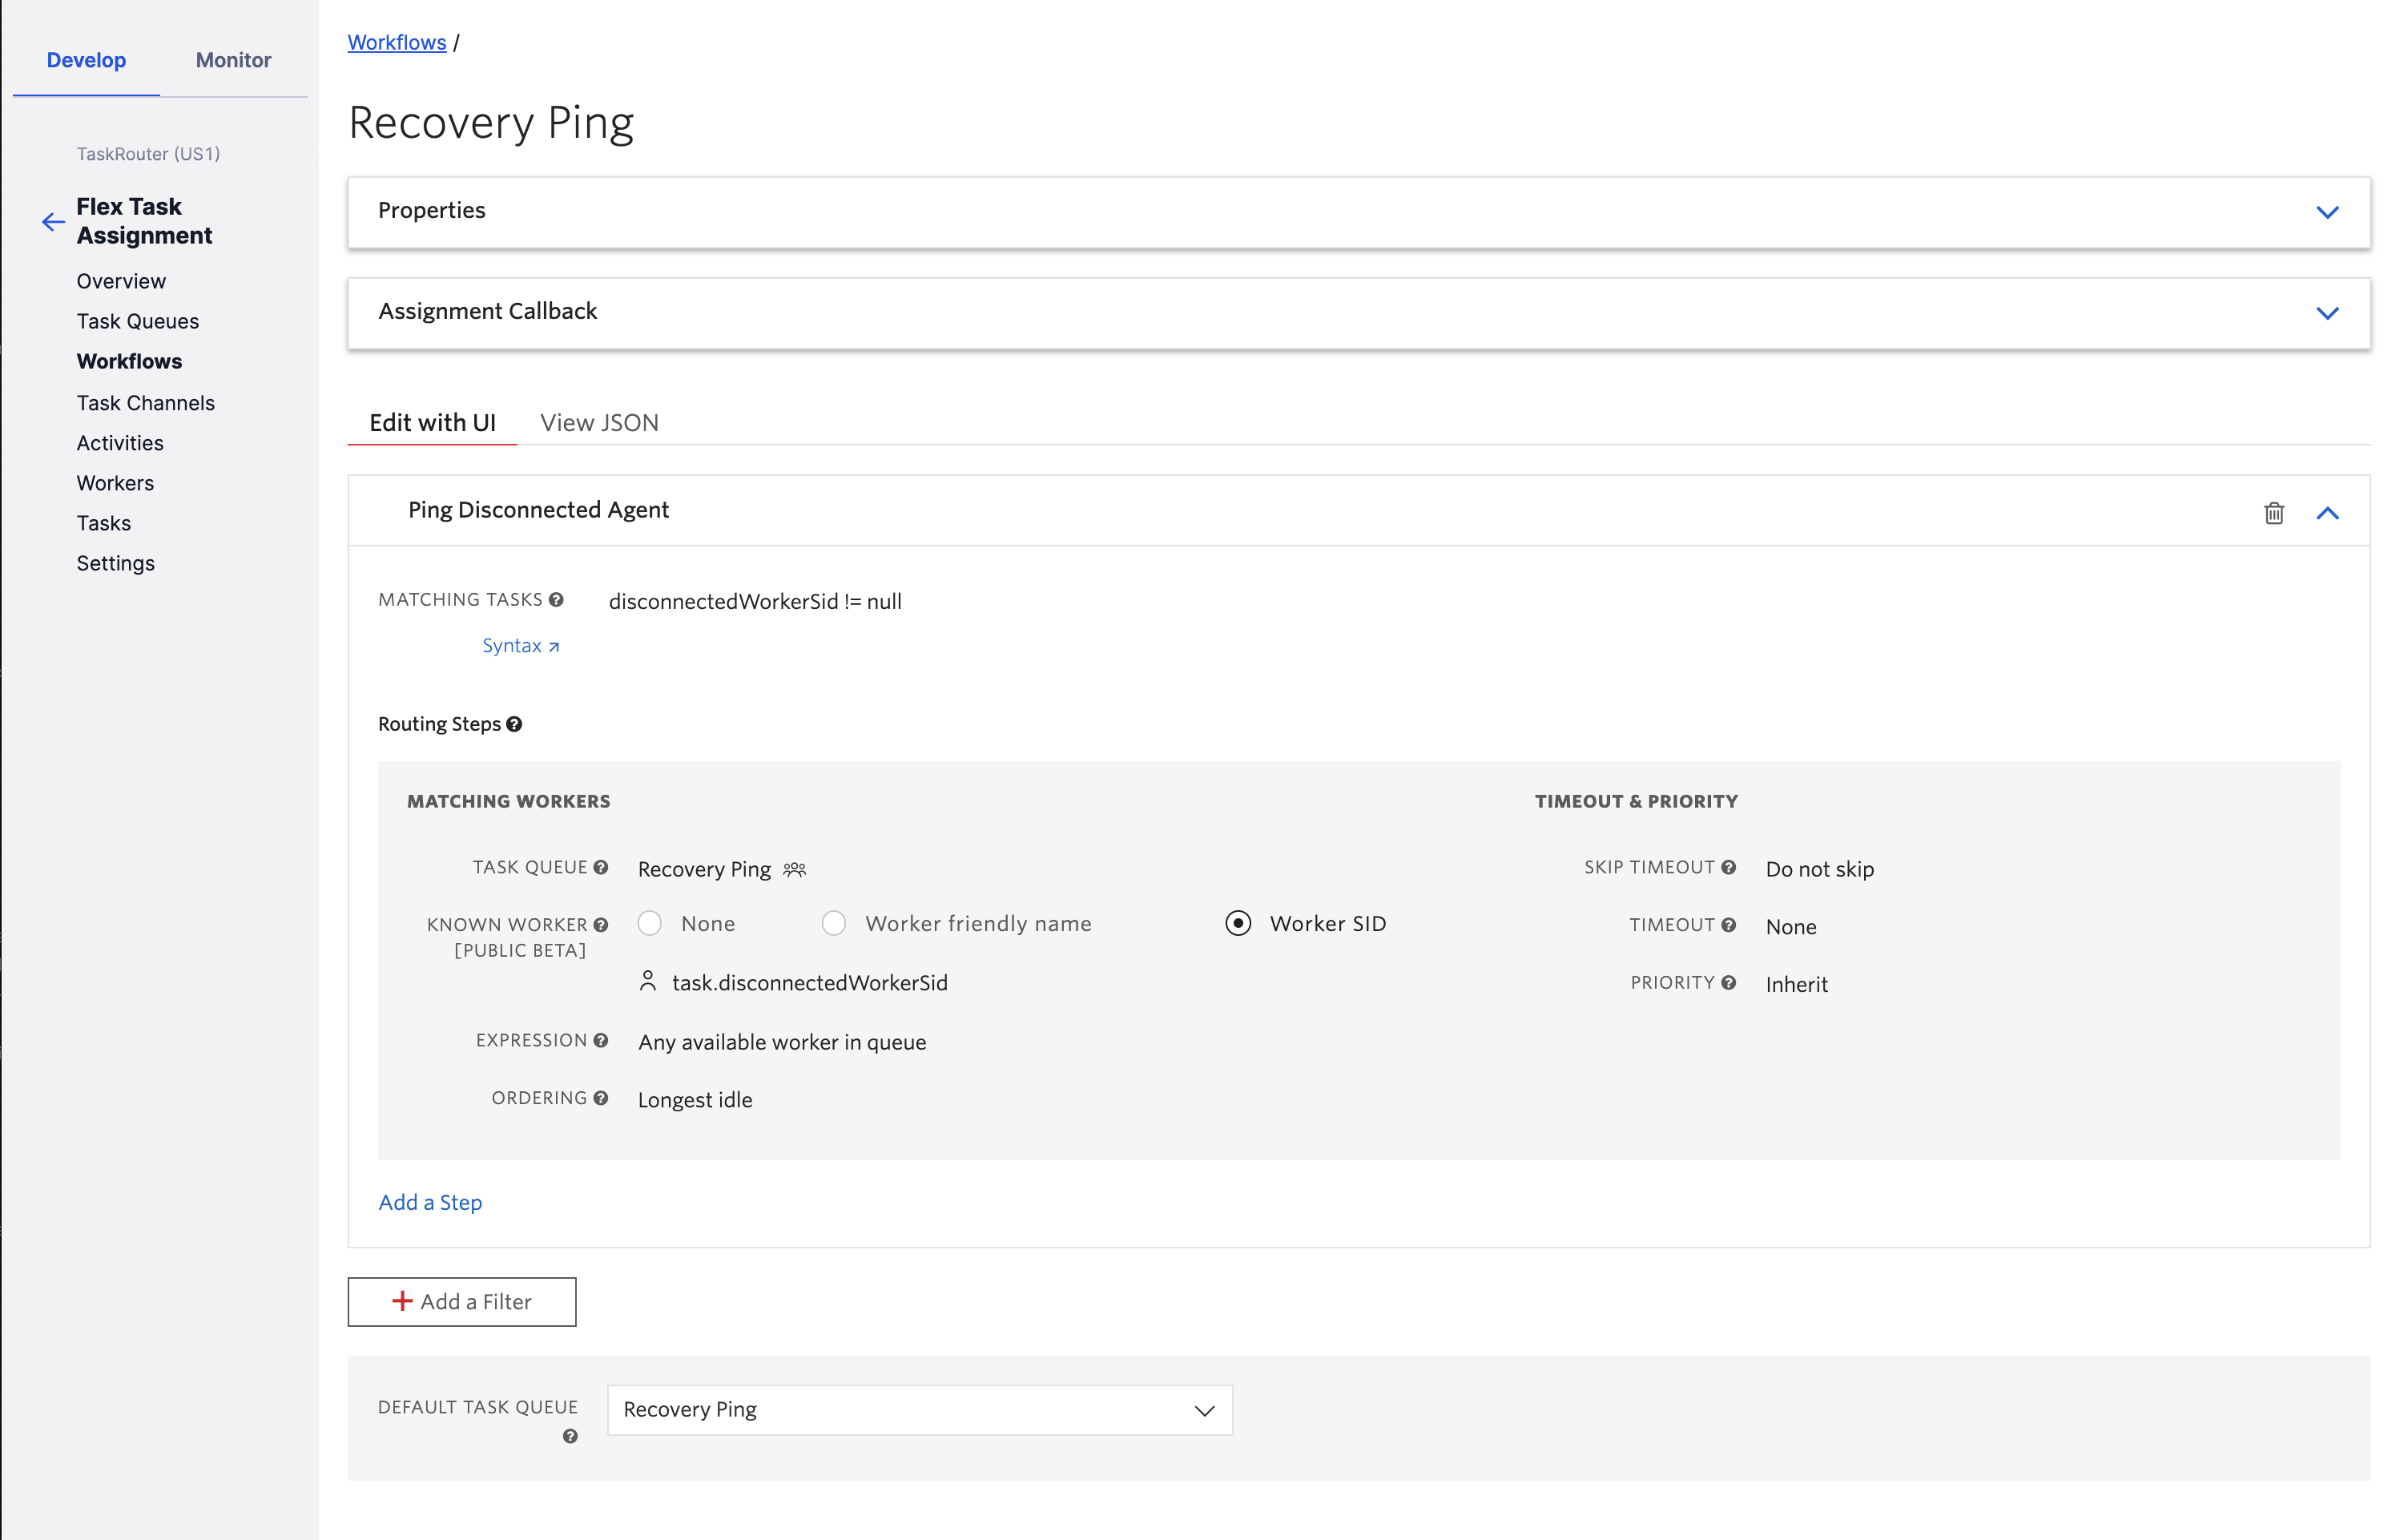 Develop
Monitor
TaskRouter (US1)
Flex Task
Assignment
Overview
Task Queues
Workflows
Task Channels
Activities
Workers
Tasks
Settings
Workflows /
Recovery Ping
Properties
Assignment Callback
Edit with UI
View JSON
Ping Disconnected Agent
MATCHING TASKS
disconnectedWorkerSid != null
Syntax
Routing Steps
MATCHING WORKERS
TASK QUEUE
Recovery Ping
KNOWN WORKER
[PUBLIC BETA]
None
Worker friendly name
Worker SID
task.disconnectedWorkerSid
EXPRESSION
Any available worker in queue
ORDERING
Longest idle
TIMEOUT & PRIORITY
SKIP TIMEOUT
Do not skip
TIMEOUT
None
PRIORITY
Inherit
Add a Step
Add a Filter
DEFAULT TASK QUEUE
Recovery Ping